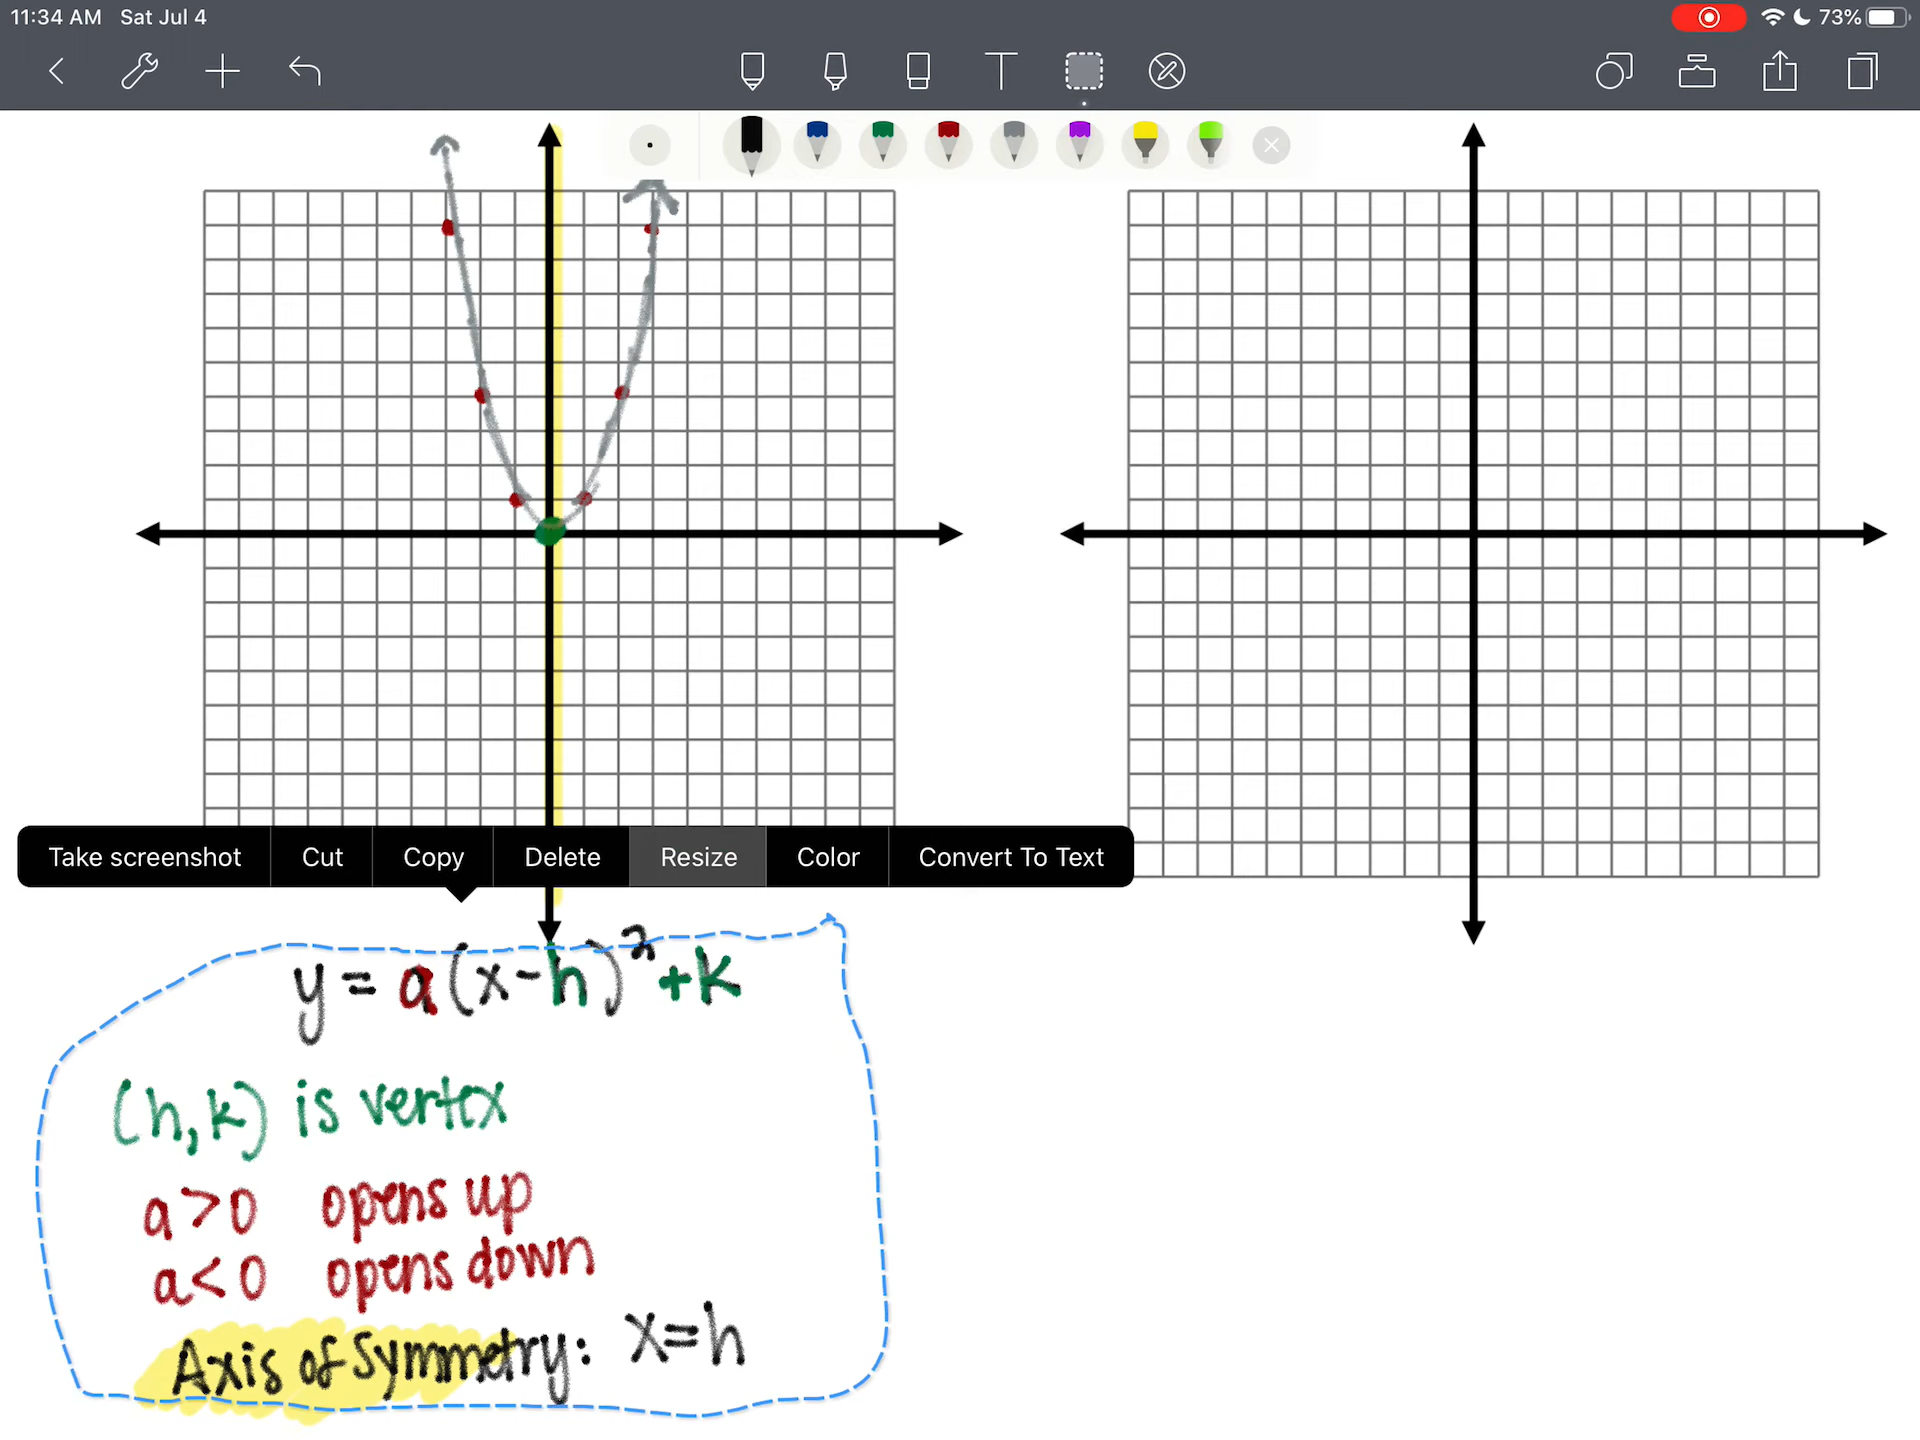 11:34 AM Sat Jul 4 73%
Take screenshot Cut Copy Delete Resize Color Convert To Text
y = a(x-h)²+k
(h,k) is vertex
a>0 opens up
a<0 opens down
Axis of Symmetry: x=h